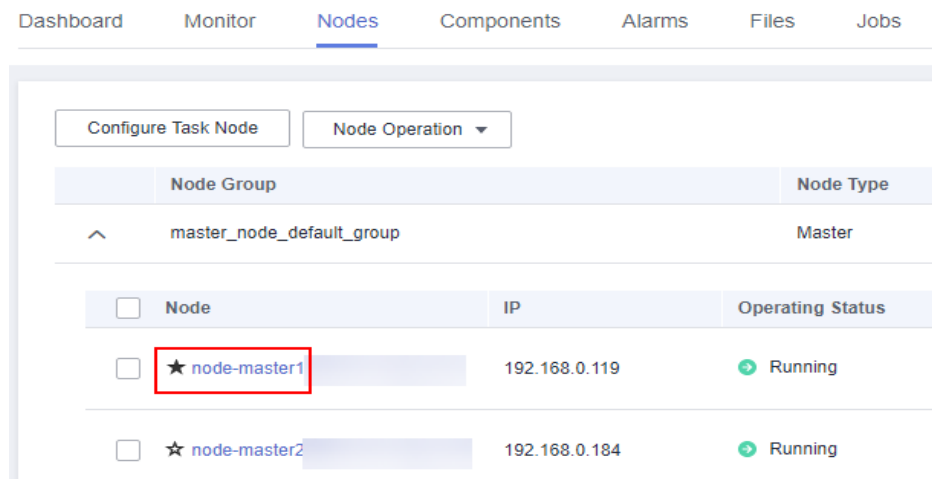 Dashboard Monitor Nodes Components Alarms Files Jobs
Configure Task Node Node Operation
Node Group Node Type
master_node_default_group Master
Node IP Operating Status
node-master1 192.168.0.119 Running
node-master2 192.168.0.184 Running